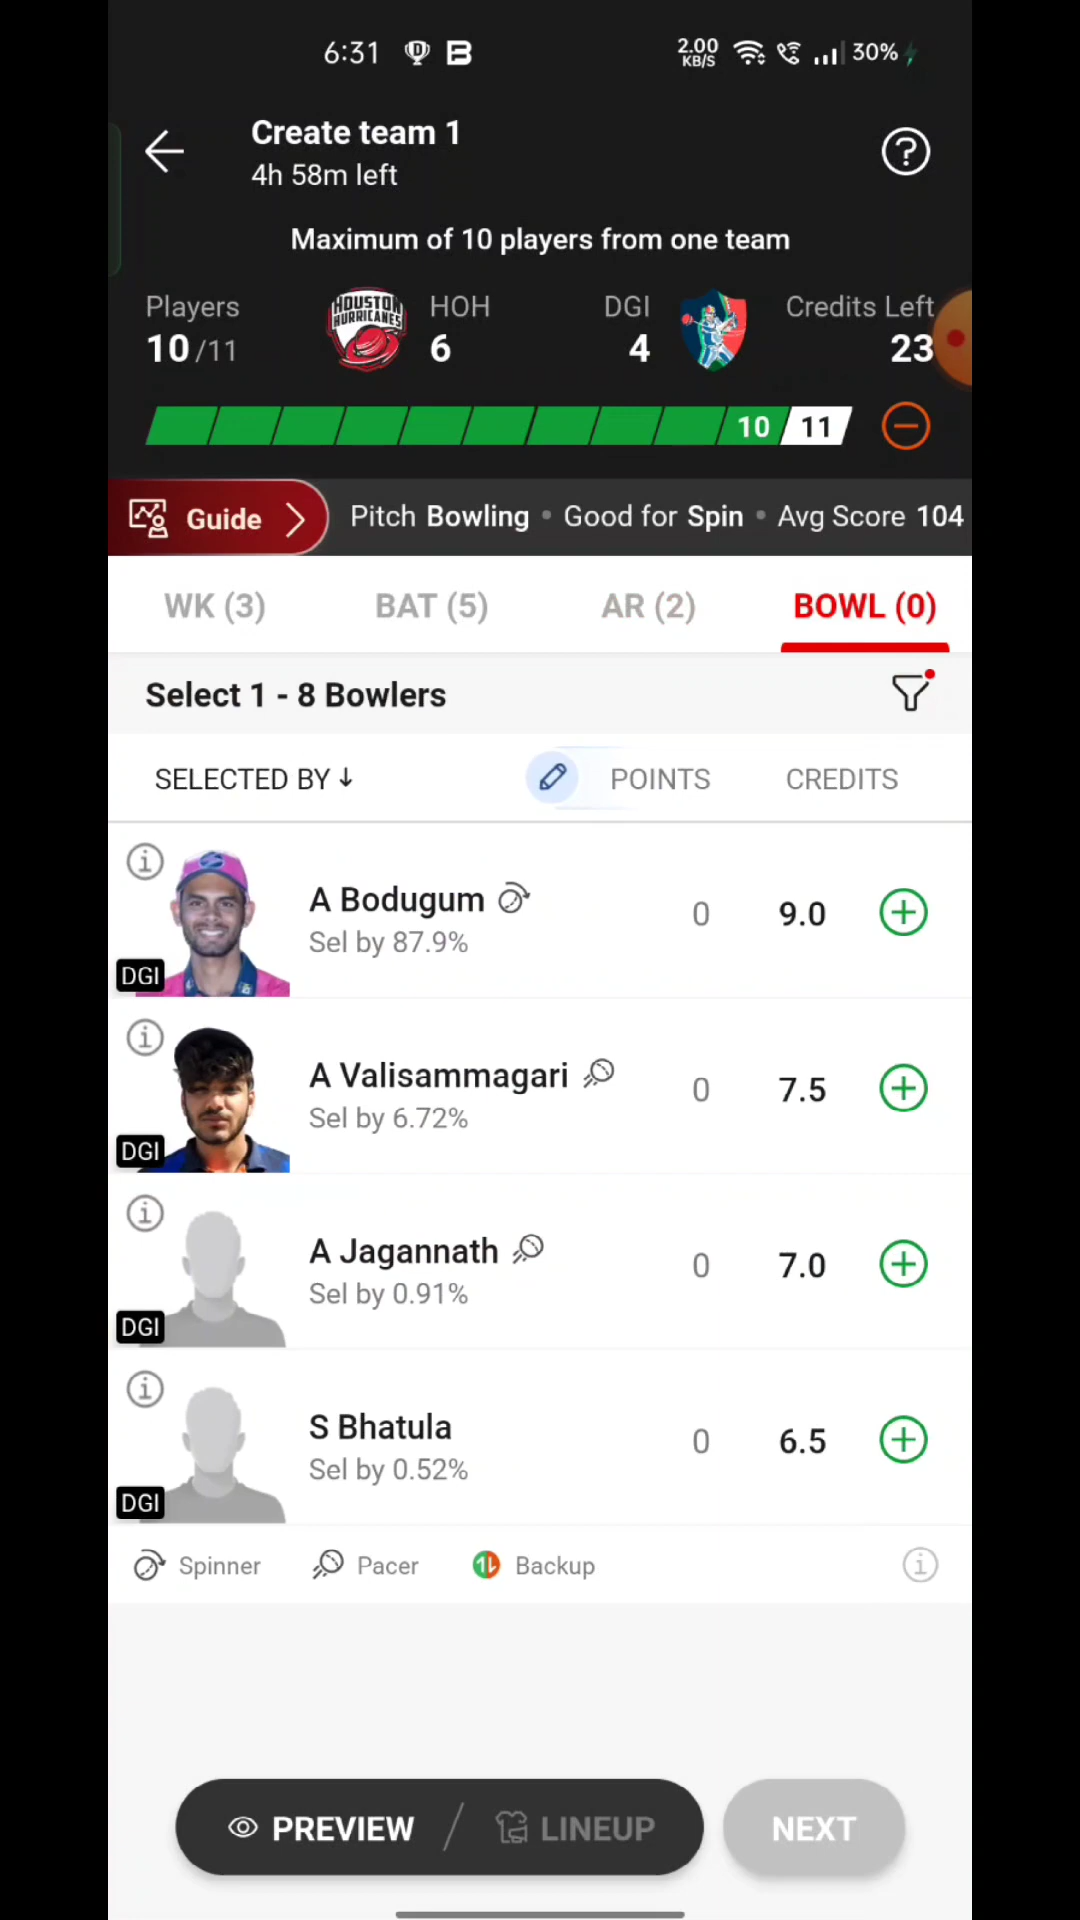 6:31
2.00 KB/S
30%
Create team 1
4h 58m left
Maximum of 10 players from one team
Players
10 /11
HOUSTON HURRICANES
HOH
6
DGI
4
Credits Left
23
10
11
Guide
Pitch Bowling • Good for Spin • Avg Score 104
WK (3)
BAT (5)
AR (2)
BOWL (0)
Select 1 - 8 Bowlers
SELECTED BY ↓
POINTS
CREDITS
A Bodugum
0
9.0
Sel by 87.9%
DGI
A Valisammagari
0
7.5
Sel by 6.72%
DGI
A Jagannath
0
7.0
Sel by 0.91%
DGI
S Bhatula
0
6.5
Sel by 0.52%
DGI
Spinner
Pacer
Backup
PREVIEW / LINEUP
NEXT